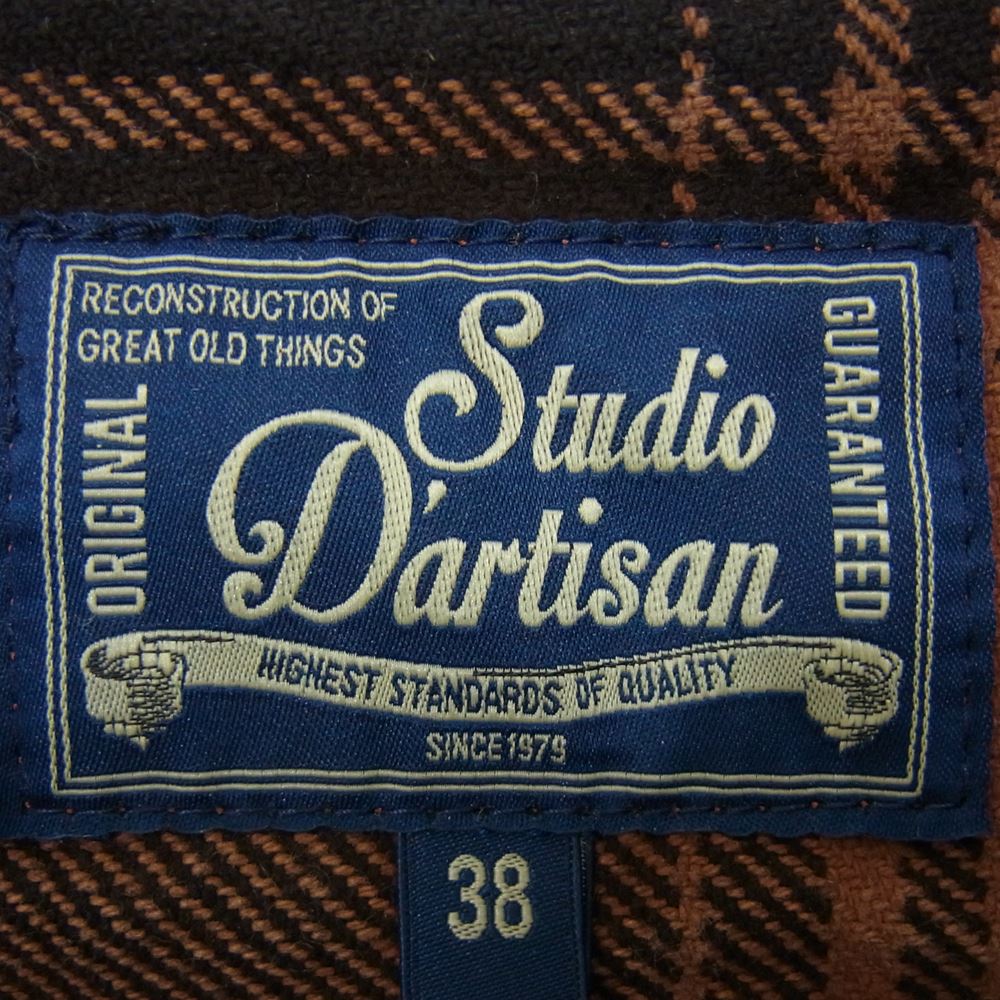 RECONSTRUCTION OF
GREAT OLD THINGS
ORIGINAL
Studio
D'artisan
GUARANTEED
HIGHEST STANDARDS OF QUALITY
SINCE 1979
38